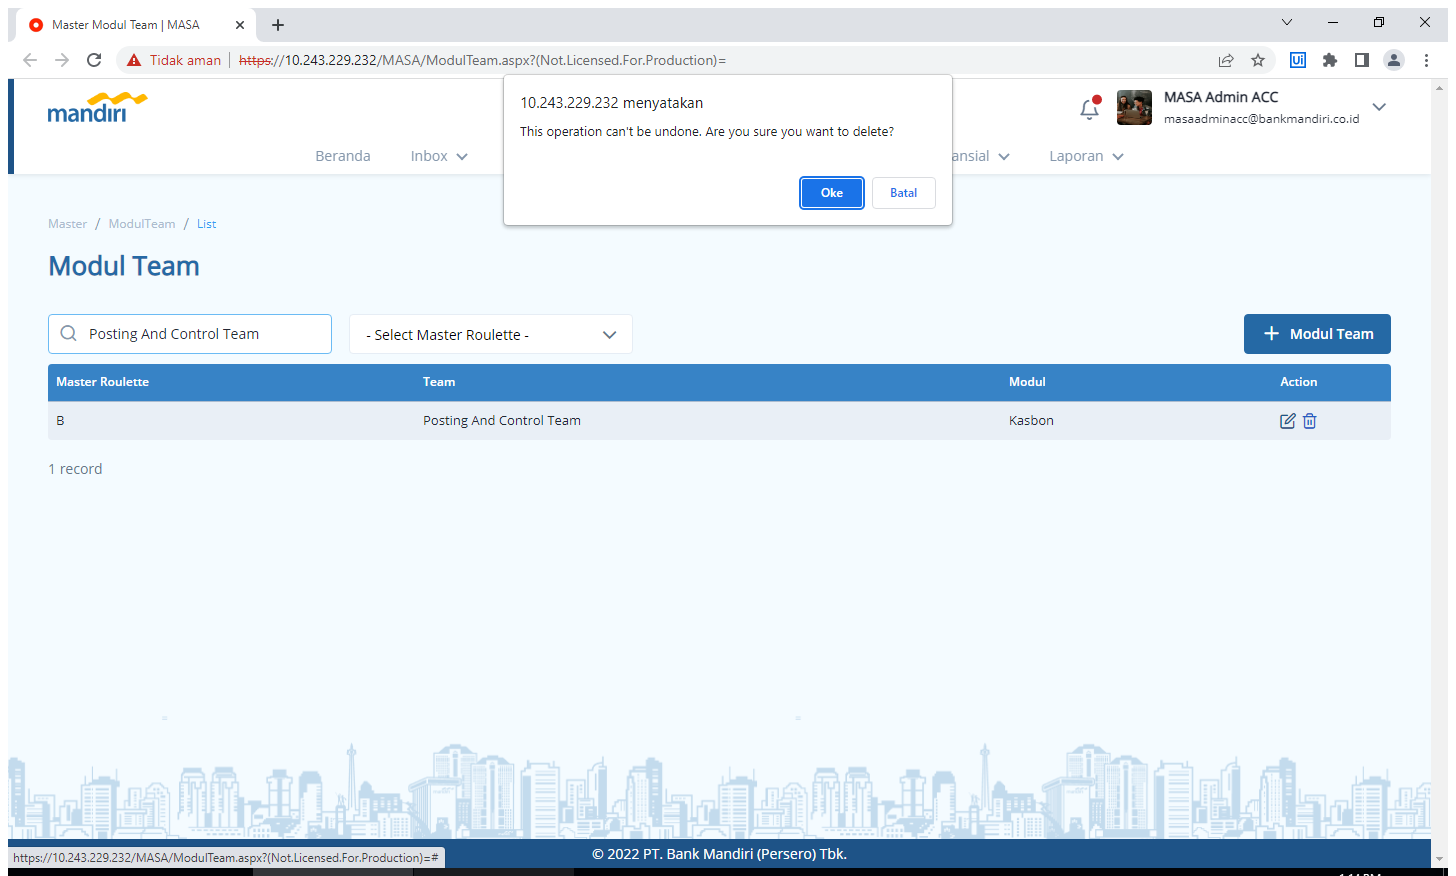 Master Modul Team | MASA
Tidak aman
https://10.243.229.232/MASA/ModulTeam.aspx?(Not.Licensed.For.Production)=
Ui
10.243.229.232 menyatakan
This operation can't be undone. Are you sure you want to delete?
Oke
Batal
mandiri
MASA Admin ACC
masaadminacc@bankmandiri.co.id
Beranda
Inbox
ansial
Laporan
Master / ModulTeam / List
Modul Team
Posting And Control Team
- Select Master Roulette -
+ Modul Team
Master Roulette Team Modul Action
B Posting And Control Team Kasbon
1 record
© 2022 PT. Bank Mandiri (Persero) Tbk.
https://10.243.229.232/MASA/ModulTeam.aspx?(Not.Licensed.For.Production)=#